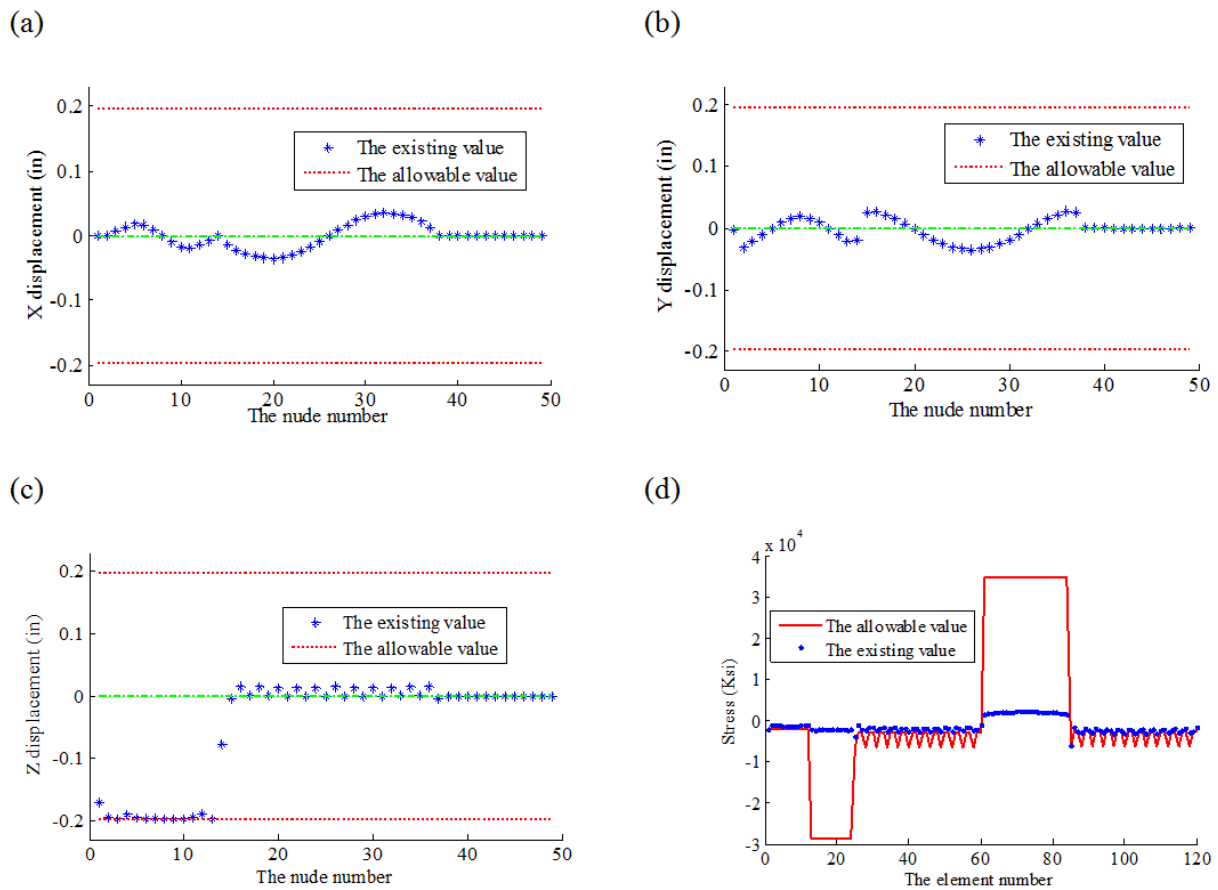 (a)
0.2
0.1
0
-0.1
-0.2
X displacement (in)
The existing value
The allowable value
0 10 20 30 40 50
The nude number
(b)
0.2
0.1
0
-0.1
-0.2
Y displacement (in)
The existing value
The allowable value
0 10 20 30 40 50
The nude number
(c)
0.2
0.1
0
-0.1
-0.2
Z displacement (in)
The existing value
The allowable value
0 10 20 30 40 50
The nude number
(d)
x 10^4
4
3
2
1
0
-1
-2
-3
Stress (Ksi)
The allowable value
The existing value
0 20 40 60 80 100 120
The element number